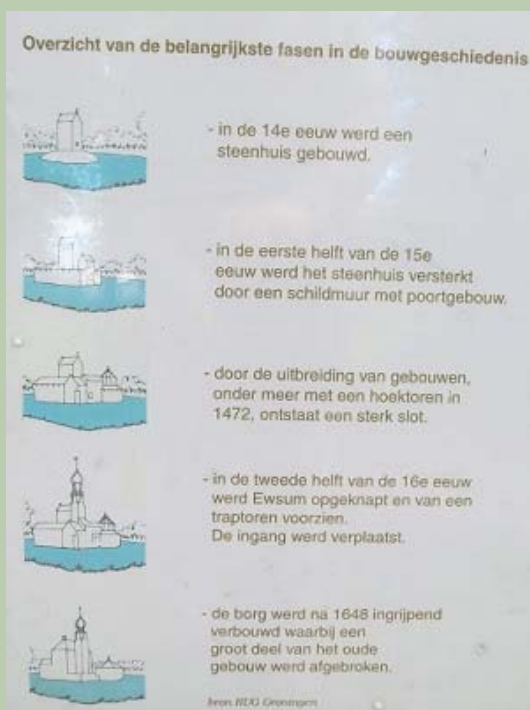 Overzicht van de belangrijkste fasen in de bouwgeschiedenis
- in de 14e eeuw werd een
steenhuis gebouwd.
- in de eerste helft van de 15e
eeuw werd het steenhuis versterkt
door een schildmuur met poortgebouw.
- door de uitbreiding van gebouwen,
onder meer met een hoektoren in
1472, ontstaat een sterk slot.
- in de tweede helft van de 16e eeuw
werd Ewsum opgeknapt en van een
traptoren voorzien.
De ingang werd verplaatst.
- de borg werd na 1648 ingrijpend
verbouwd waarbij een
groot deel van het oude
gebouw werd afgebroken.
bron RUG Groningen